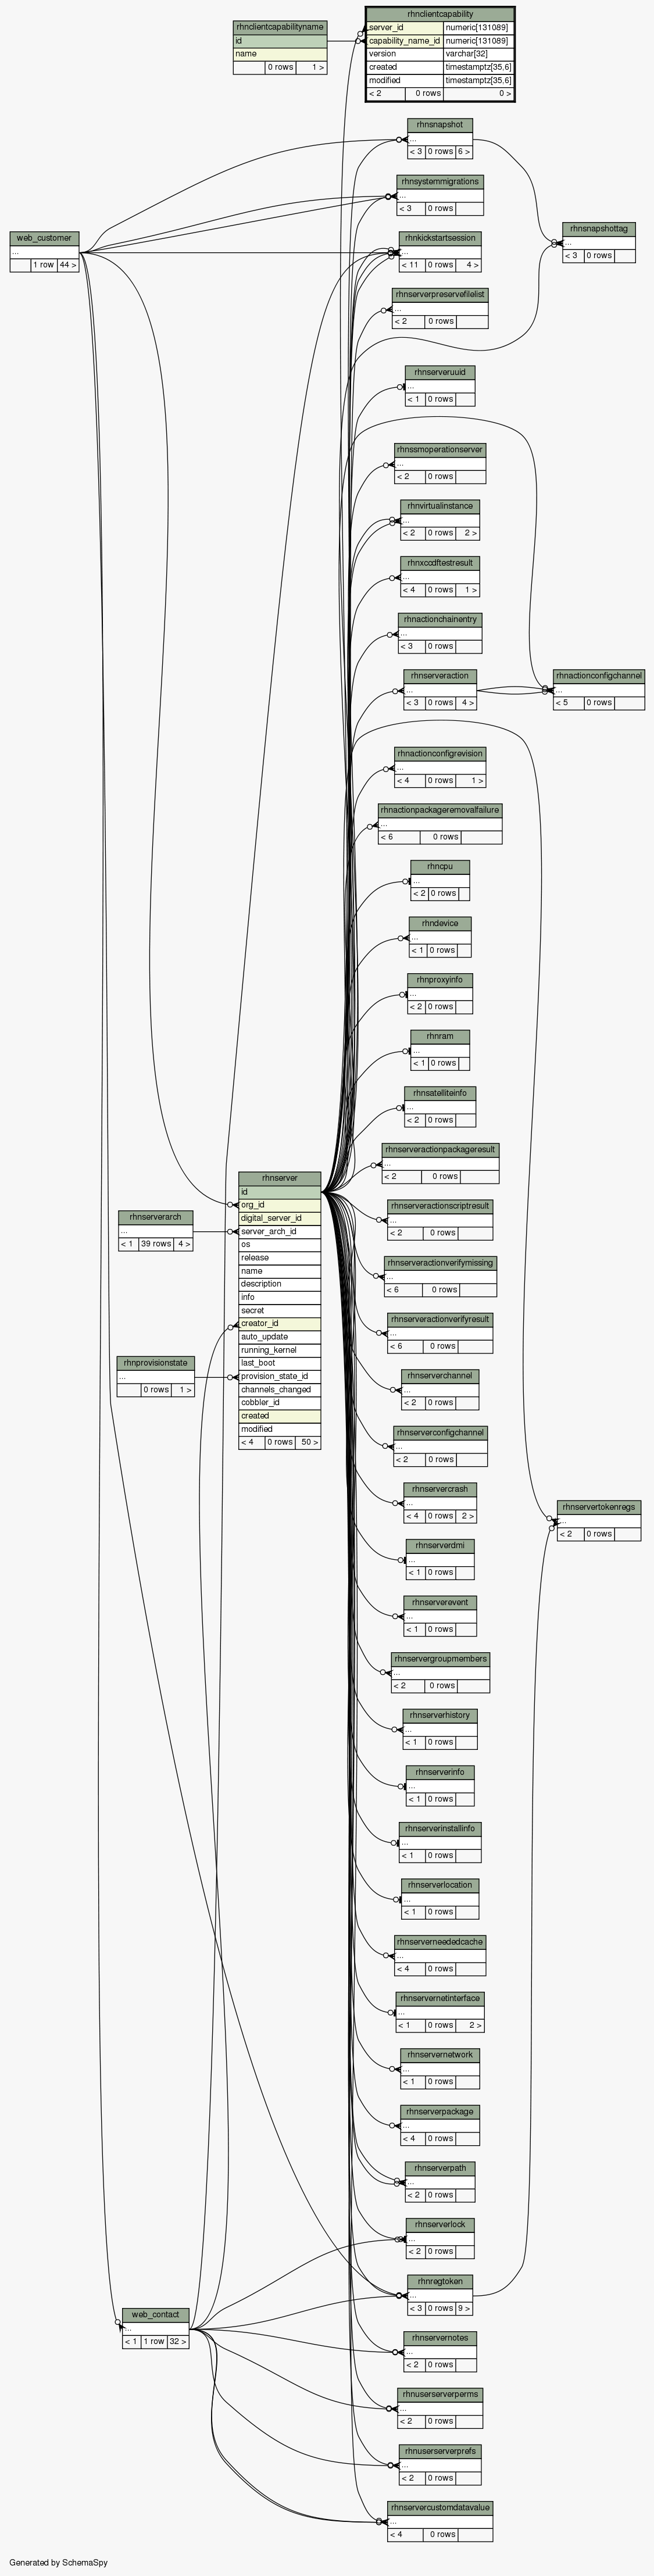 rhnclientcapabilityname
id
name
0 rows 1 >
rhnclientcapability
server_id numeric[131089]
capability_name_id numeric[131089]
version varchar[32]
created timestamptz[35,6]
modified timestamptz[35,6]
< 2 0 rows 0 >
rhnsnapshot
...
< 3 0 rows 6 >
rhnsystemmigrations
...
< 3 0 rows
web_customer
...
1 row 44 >
rhnkickstartsession
...
< 11 0 rows 4 >
rhnsnapshottag
...
< 3 0 rows
rhnserverpreservefilelist
...
< 2 0 rows
rhnserveruuid
...
< 1 0 rows
rhnssmoperationserver
...
< 2 0 rows
rhnvirtualinstance
...
< 2 0 rows 2 >
rhnxccdftestresult
...
< 4 0 rows 1 >
rhnactionchainentry
...
< 3 0 rows
rhnserveraction
...
< 3 0 rows 4 >
rhnactionconfigchannel
...
< 5 0 rows
rhnactionconfigrevision
...
< 4 0 rows 1 >
rhnactionpackageremovalfailure
...
< 6 0 rows
rhncpu
...
< 2 0 rows
rhndevice
...
< 1 0 rows
rhnproxyinfo
...
< 2 0 rows
rhnram
...
< 1 0 rows
rhnsatelliteinfo
...
< 2 0 rows
rhnserveractionpackageresult
...
< 2 0 rows
rhnserver
id
org_id
digital_server_id
server_arch_id
os
release
name
description
info
secret
creator_id
auto_update
running_kernel
last_boot
provision_state_id
channels_changed
cobbler_id
created
modified
< 4 0 rows 50 >
rhnserverarch
...
< 1 39 rows 4 >
rhnprovisionstate
...
0 rows 1 >
rhnserveractionscriptresult
...
< 2 0 rows
rhnserveractionverifymissing
...
< 6 0 rows
rhnserveractionverifyresult
...
< 6 0 rows
rhnserverchannel
...
< 2 0 rows
rhnserverconfigchannel
...
< 2 0 rows
rhnservercrash
...
< 4 0 rows 2 >
rhnservertokenregs
...
< 2 0 rows
rhnserverdmi
...
< 1 0 rows
rhnserverevent
...
< 1 0 rows
rhnservergroupmembers
...
< 2 0 rows
rhnserverhistory
...
< 1 0 rows
rhnserverinfo
...
< 1 0 rows
rhnserverinstallinfo
...
< 1 0 rows
rhnserverlocation
...
< 1 0 rows
rhnserverneededcache
...
< 4 0 rows
rhnservernetinterface
...
< 1 0 rows 2 >
rhnservernetwork
...
< 1 0 rows
rhnserverpackage
...
< 4 0 rows
rhnserverpath
...
< 2 0 rows
rhnserverlock
...
< 2 0 rows
rhnregtoken
...
< 3 0 rows 9 >
web_contact
...
< 1 1 row 32 >
rhnservernotes
...
< 2 0 rows
rhnuserserverperms
...
< 2 0 rows
rhnuserserverprefs
...
< 2 0 rows
rhnservercustomdatavalue
...
< 4 0 rows
Generated by SchemaSpy